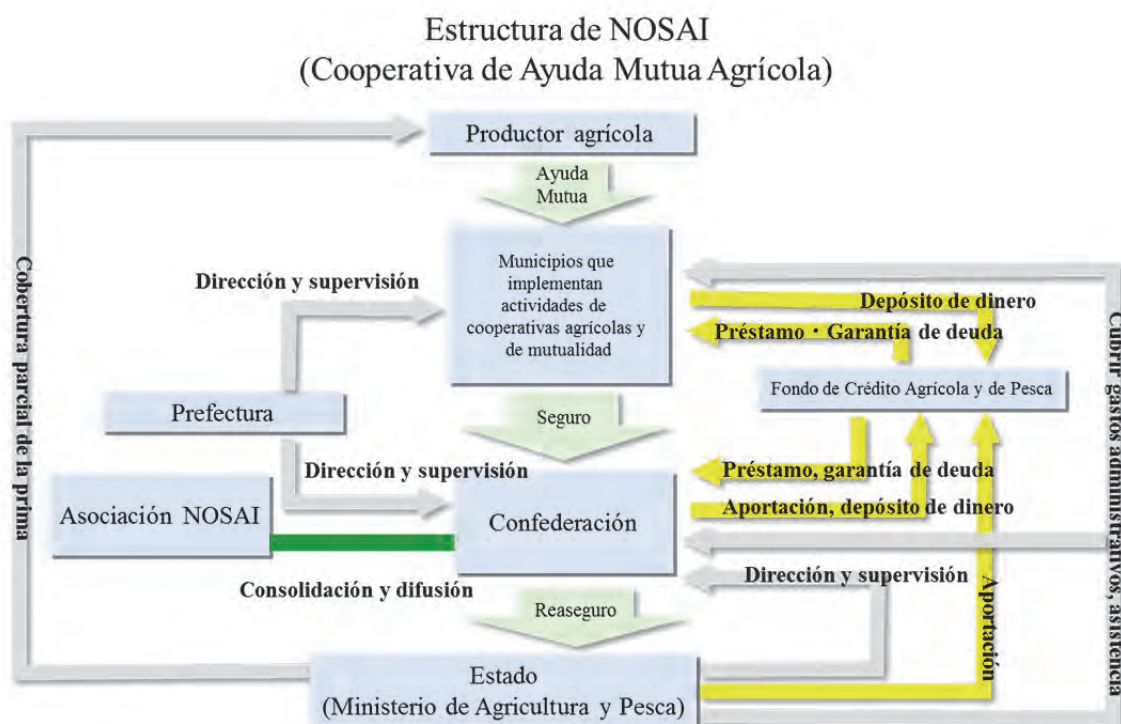 Estructura de NOSAI
(Cooperativa de Ayuda Mutua Agrícola)
Productor agrícola
Ayuda
Mutua
Municipios que
implementan
actividades de
cooperativas agrícolas y
de mutualidad
Dirección y supervisión
Depósito de dinero
Préstamo・Garantía de deuda
Fondo de Crédito Agrícola y de Pesca
Prefectura
Seguro
Dirección y supervisión
Préstamo, garantía de deuda
Asociación NOSAI
Confederación
Aportación, depósito de dinero
Consolidación y difusión
Dirección y supervisión
Reaseguro
Aportación
Estado
(Ministerio de Agricultura y Pesca)
Cobertura parcial de la prima
Cubrir gastos administrativos, asistencia